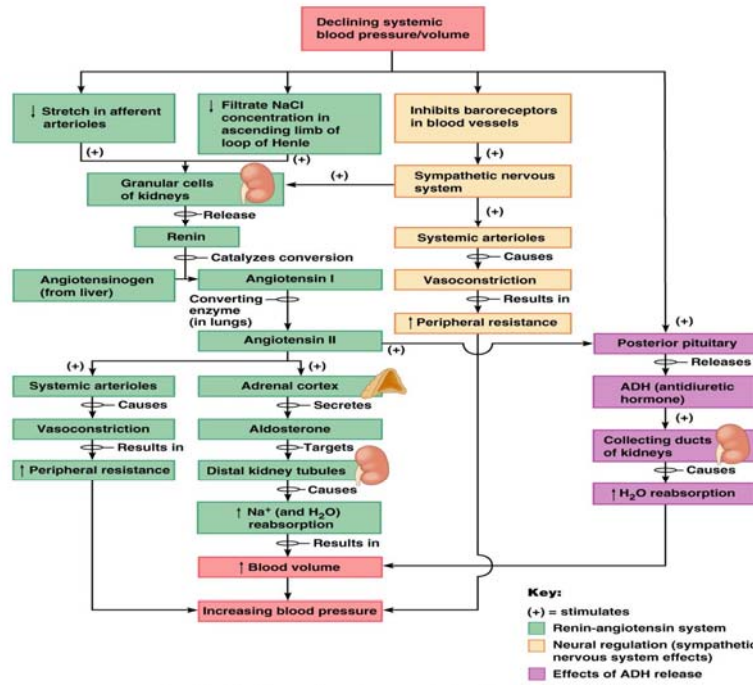 Declining systemic
blood pressure/volume
↓ Stretch in afferent
arterioles
↓ Filtrate NaCl
concentration in
ascending limb of
loop of Henle
Inhibits baroreceptors
in blood vessels
(+)
(+)
(+)
(+)
Granular cells
of kidneys
Sympathetic nervous
system
Release
(+)
Renin
Systemic arterioles
Catalyzes conversion
Causes
Angiotensinogen
(from liver)
Angiotensin I
Vasoconstriction
Converting
enzyme
(in lungs)
Results in
↑ Peripheral resistance
(+)
Angiotensin II
(+)
Posterior pituitary
(+)
(+)
Releases
Systemic arterioles
Adrenal cortex
ADH (antidiuretic
hormone)
Causes
Secretes
(+)
Vasoconstriction
Aldosterone
Collecting ducts
of kidneys
Results in
Targets
↑ Peripheral resistance
Distal kidney tubules
Causes
Causes
↑ H₂O reabsorption
↑ Na⁺ (and H₂O)
reabsorption
Results in
↑ Blood volume
Increasing blood pressure
Key:
(+) = stimulates
Renin-angiotensin system
Neural regulation (sympathetic
nervous system effects)
Effects of ADH release